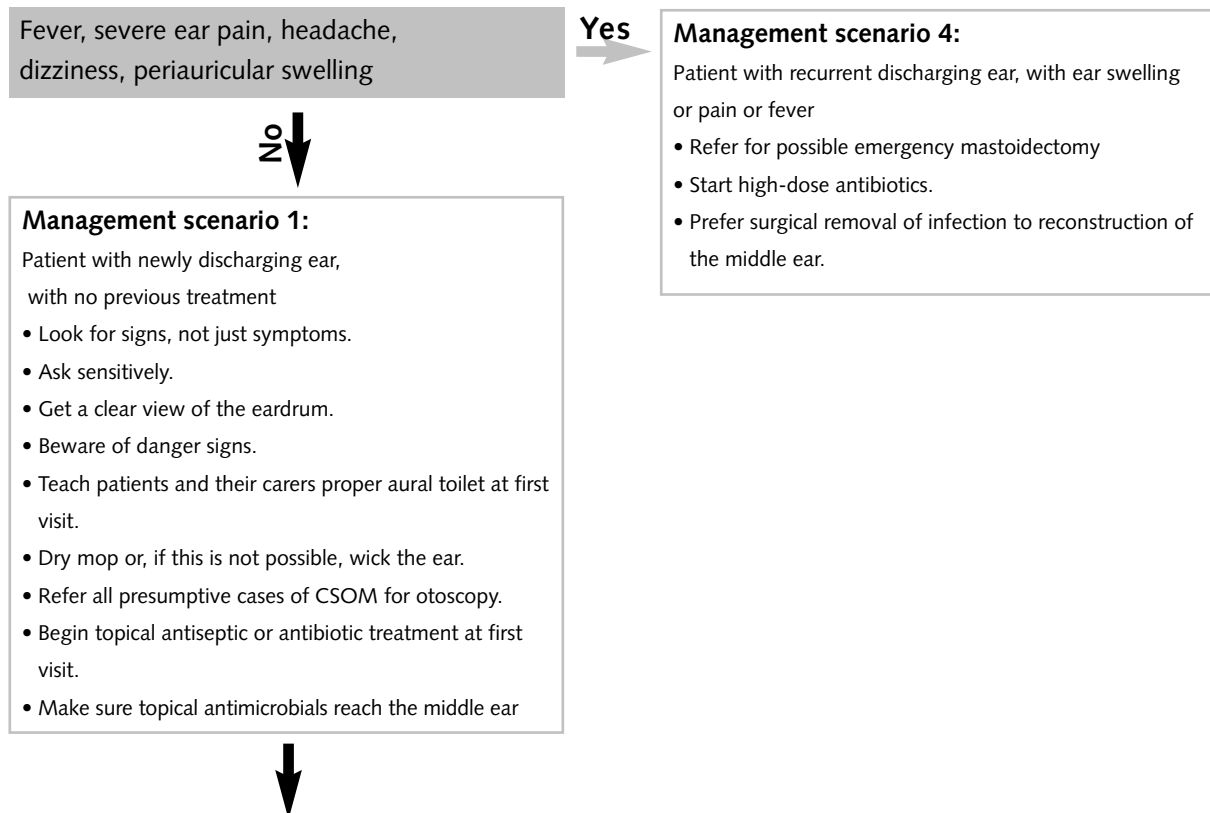 Fever, severe ear pain, headache,
dizziness, periauricular swelling
Yes
No
Management scenario 4:
Patient with recurrent discharging ear, with ear swelling
or pain or fever
• Refer for possible emergency mastoidectomy
• Start high-dose antibiotics.
• Prefer surgical removal of infection to reconstruction of
the middle ear.
Management scenario 1:
Patient with newly discharging ear,
with no previous treatment
• Look for signs, not just symptoms.
• Ask sensitively.
• Get a clear view of the eardrum.
• Beware of danger signs.
• Teach patients and their carers proper aural toilet at first
visit.
• Dry mop or, if this is not possible, wick the ear.
• Refer all presumptive cases of CSOM for otoscopy.
• Begin topical antiseptic or antibiotic treatment at first
visit.
• Make sure topical antimicrobials reach the middle ear